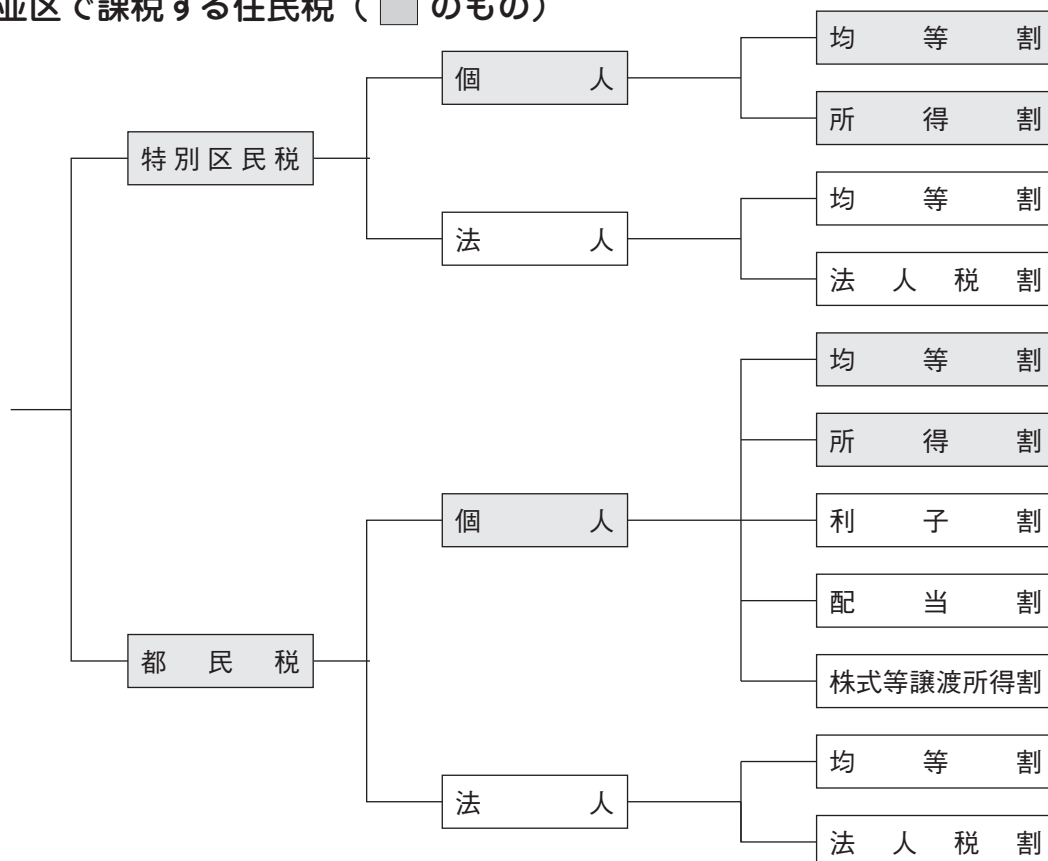 区で課税する住民税（ のもの）
均等割
個人
所得割
特別区民税
均等割
法人
法人税割
均等割
所得割
個人
利子割
配当割
都民税
株式等譲渡所得割
均等割
法人
法人税割